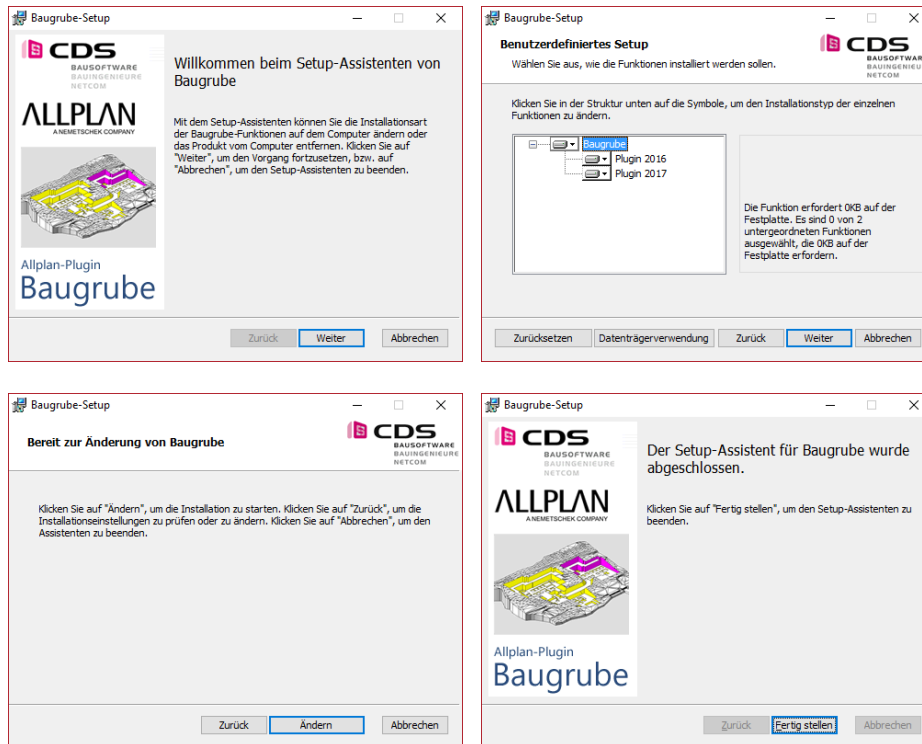 Baugrube-Setup
CDS
BAUSOFTWARE
BAUINGENIEURE
NETCOM
ALLPLAN
A NEMETSCHEK COMPANY
Allplan-Plugin
Baugrube
Willkommen beim Setup-Assistenten von
Baugrube
Mit dem Setup-Assistenten können Sie die Installationsart
der Baugrube-Funktionen auf dem Computer ändern oder
das Produkt vom Computer entfernen. Klicken Sie auf
"Weiter", um den Vorgang fortzusetzen, bzw. auf
"Abbrechen", um den Setup-Assistenten zu beenden.
Zurück Weiter Abbrechen
Baugrube-Setup
Benutzerdefiniertes Setup
Wählen Sie aus, wie die Funktionen installiert werden sollen.
CDS
BAUSOFTWAR
BAUINGENIEU
NETCOM
Klicken Sie in der Struktur unten auf die Symbole, um den Installationstyp der einzelnen
Funktionen zu ändern.
Baugrube
Plugin 2016
Plugin 2017
Die Funktion erfordert 0KB auf der
Festplatte. Es sind 0 von 2
untergeordneten Funktionen
ausgewählt, die 0KB auf der
Festplatte erfordern.
Zurücksetzen Datenträgerverwendung Zurück Weiter Abbrechen
Baugrube-Setup
Bereit zur Änderung von Baugrube
CDS
BAUSOFTWARE
BAUINGENIEURE
NETCOM
Klicken Sie auf "Ändern", um die Installation zu starten. Klicken Sie auf "Zurück", um die
Installationseinstellungen zu prüfen oder zu ändern. Klicken Sie auf "Abbrechen", um den
Assistenten zu beenden.
Zurück Ändern Abbrechen
Baugrube-Setup
CDS
BAUSOFTWARE
BAUINGENIEURE
NETCOM
ALLPLAN
A NEMETSCHEK COMPANY
Allplan-Plugin
Baugrube
Der Setup-Assistent für Baugrube wurde
abgeschlossen.
Klicken Sie auf "Fertig stellen", um den Setup-Assistenten zu
beenden.
Zurück Fertig stellen Abbrechen